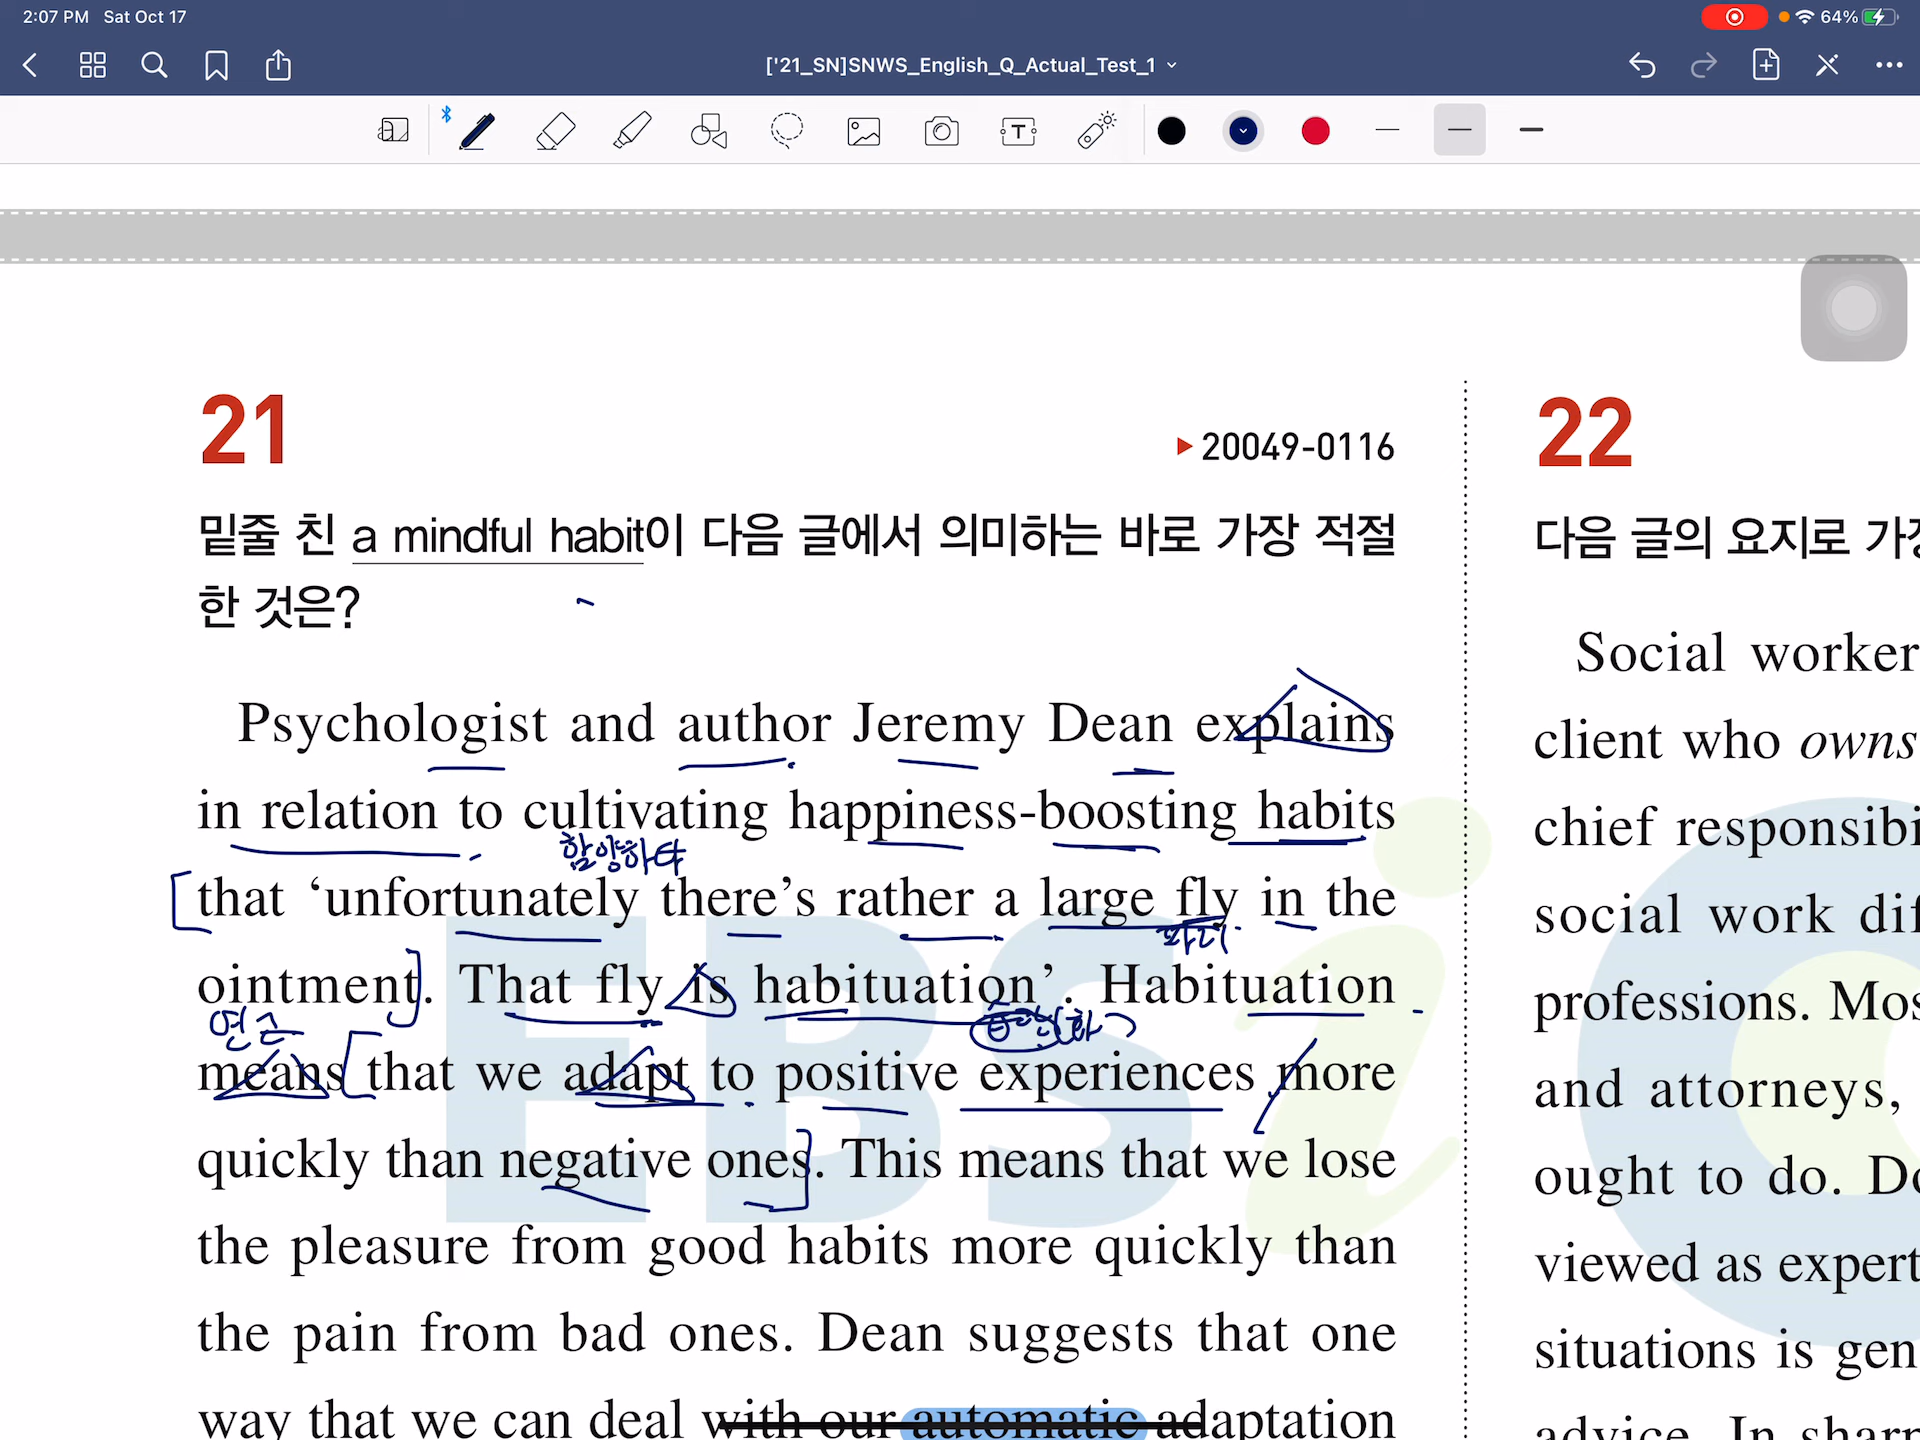 2:07 PM Sat Oct 17
64%
['21_SN]SNWS_English_Q_Actual_Test_1
21
▶20049-0116
밑줄 친 a mindful habit이 다음 글에서 의미하는 바로 가장 적절
한 것은?
Psychologist and author Jeremy Dean explains
in relation to cultivating happiness-boosting habits
함양하다
that ‘unfortunately there’s rather a large fly in the
파리
ointment. That fly is habituation’. Habituation
연고
means that we adapt to positive experiences more
quickly than negative ones. This means that we lose
the pleasure from good habits more quickly than
the pain from bad ones. Dean suggests that one
way that we can deal with our automatic adaptation
22
다음 글의 요지로 가장
Social worker
client who owns
chief responsibi
social work dif
professions. Mos
and attorneys,
ought to do. Do
viewed as expert
situations is gen
advice. In shar
EBSi